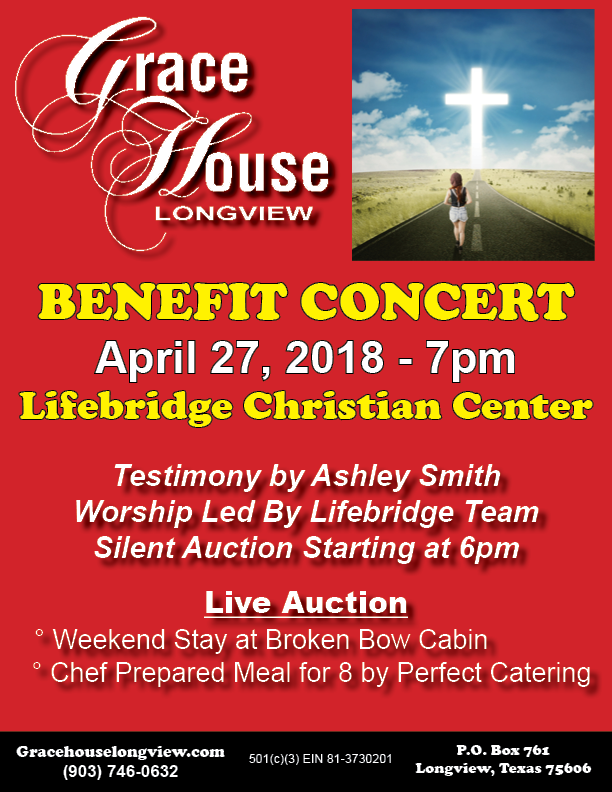 Grace
House
LONGVIEW
BENEFIT CONCERT
April 27, 2018 - 7pm
Lifebridge Christian Center
Testimony by Ashley Smith
Worship Led By Lifebridge Team
Silent Auction Starting at 6pm
Live Auction
° Weekend Stay at Broken Bow Cabin
° Chef Prepared Meal for 8 by Perfect Catering
Gracehouselongview.com
(903) 746-0632
501(c)(3) EIN 81-3730201
P.O. Box 761
Longview, Texas 75606